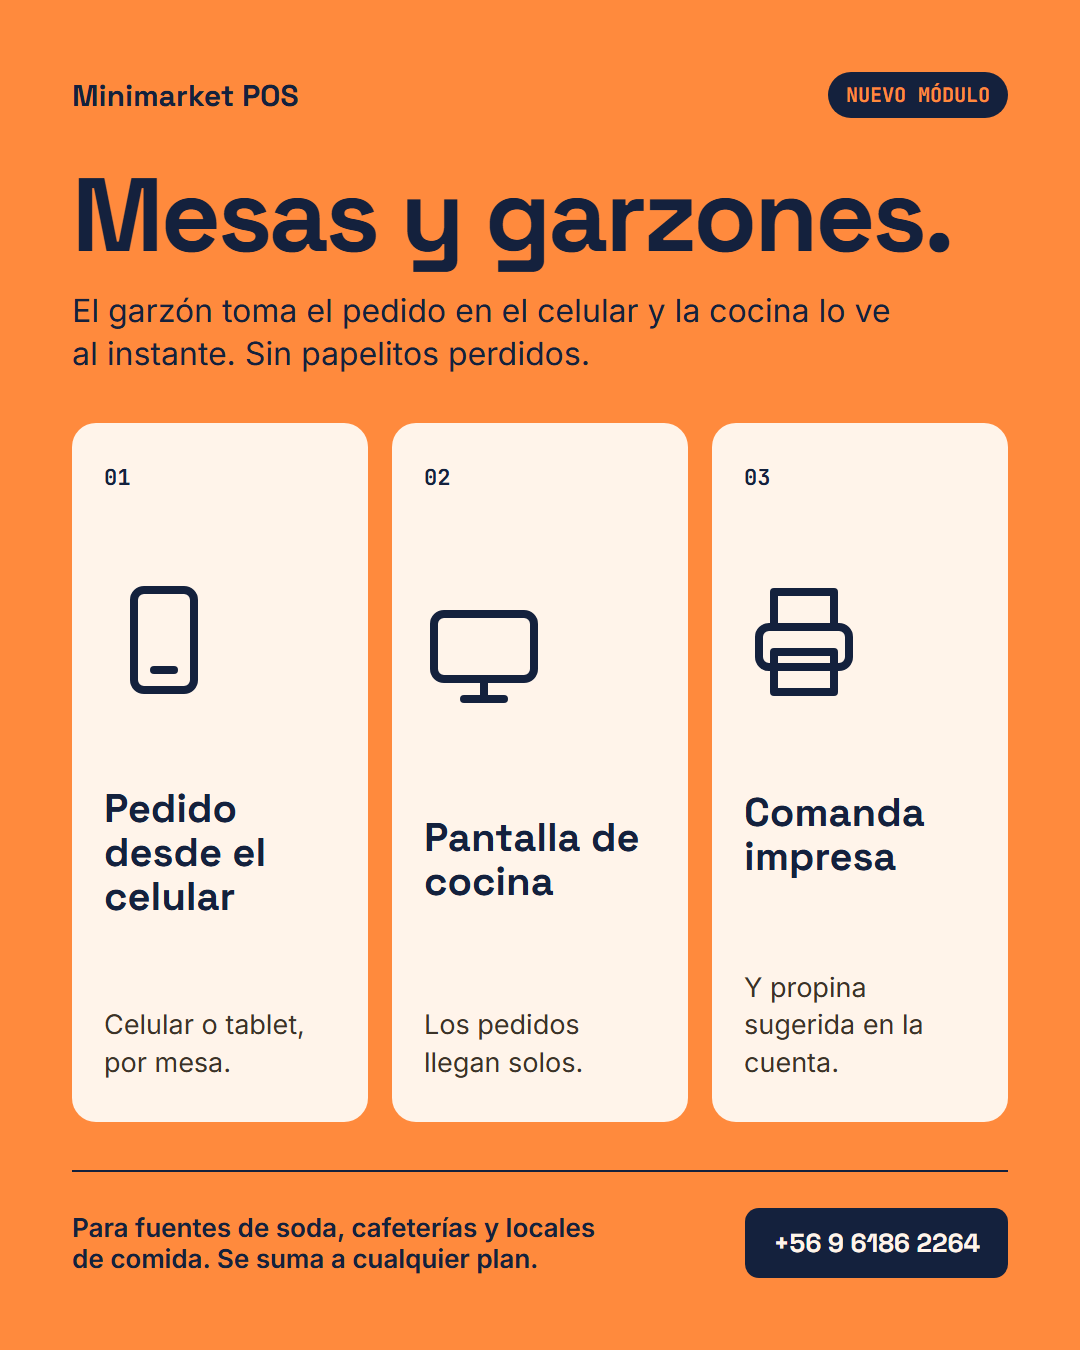 Minimarket POS
NUEVO MÓDULO
Mesas y garzones.
El garzón toma el pedido en el celular y la cocina lo ve
al instante. Sin papelitos perdidos.
01
Pedido
desde el
celular
Celular o tablet,
por mesa.
02
Pantalla de
cocina
Los pedidos
llegan solos.
03
Comanda
impresa
Y propina
sugerida en la
cuenta.
Para fuentes de soda, cafeterías y locales
de comida. Se suma a cualquier plan.
+56 9 6186 2264